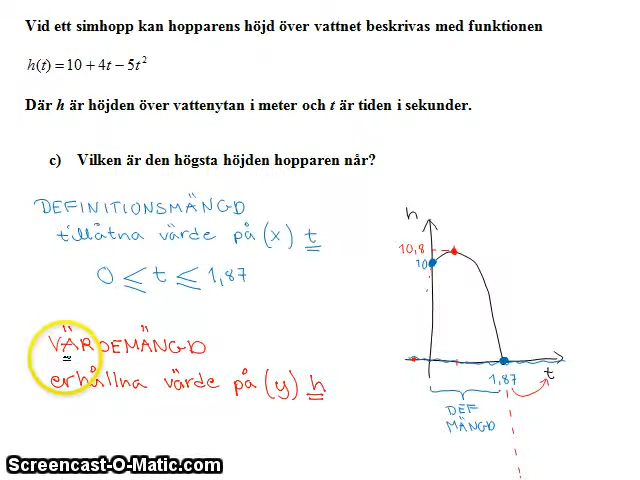 Vid ett simhopp kan hopparens höjd över vattnet beskrivas med funktionen
h(t) = 10 + 4t − 5t²
Där h är höjden över vattenytan i meter och t är tiden i sekunder.
c) Vilken är den högsta höjden hopparen når?
DEFINITIONSMÄNGD
tillåtna värde på (x) t
0 ≤ t ≤ 1,87
VÄRDEMÄNGD
erhållna värde på (y) h
h
10,8
10
1,87
t
DEF
MÄNGD
Screencast-O-Matic.com